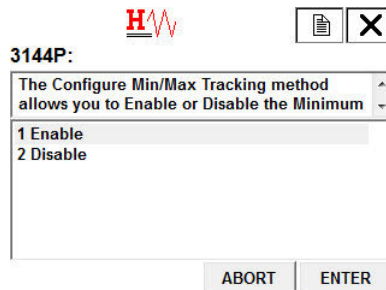 H
3144P:
The Configure Min/Max Tracking method
allows you to Enable or Disable the Minimum
1 Enable
2 Disable
ABORT ENTER